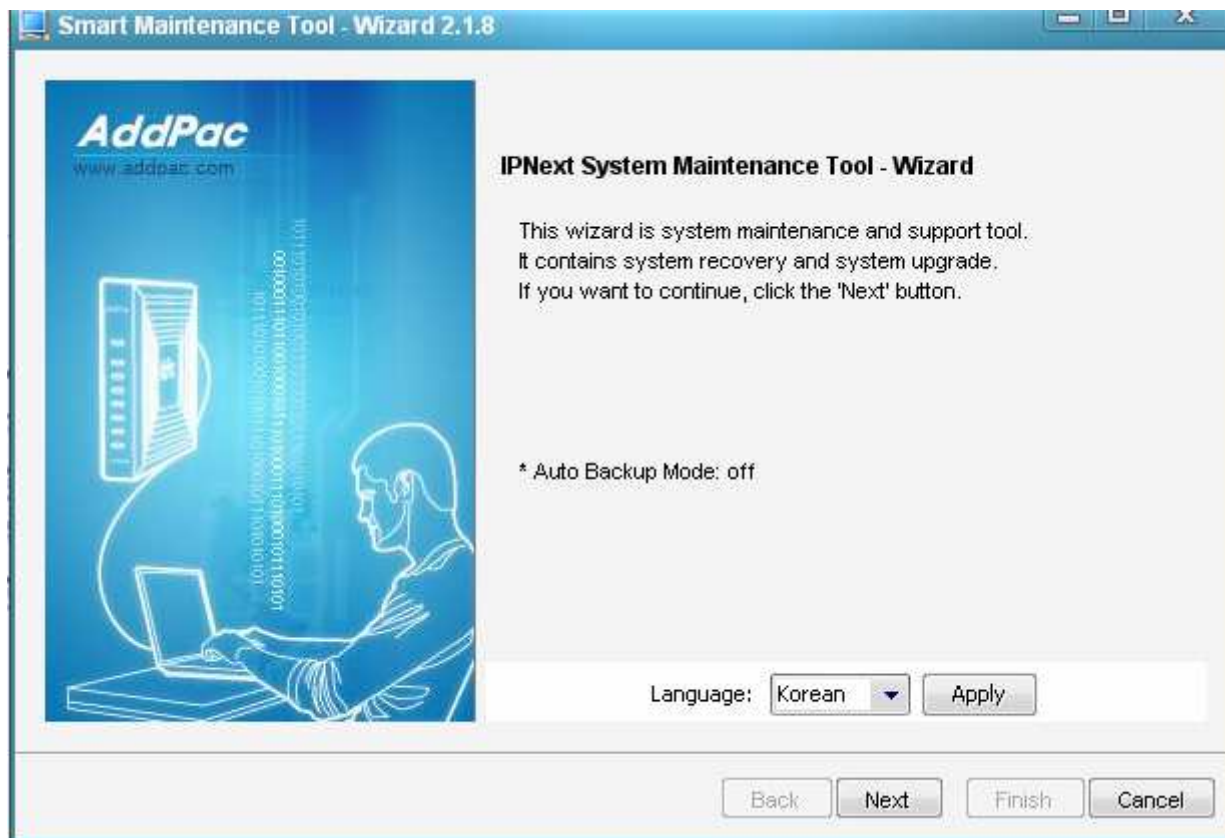 Smart Maintenance Tool - Wizard 2.1.8
AddPac
www.addpac.com
IPNext System Maintenance Tool - Wizard
This wizard is system maintenance and support tool.
It contains system recovery and system upgrade.
If you want to continue, click the 'Next' button.
* Auto Backup Mode: off
Language: Korean Apply
Back Next Finish Cancel